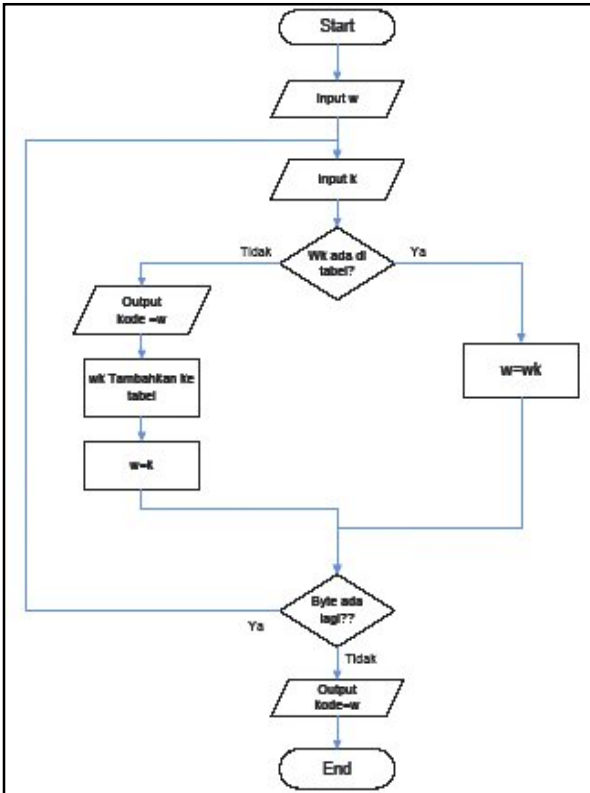 Start
Input w
Input k
Wk ada di
tabel?
Tidak
Ya
Output
kode =w
wk Tambahkan ke
tabel
w=wk
w=k
Byte ada
lagi??
Ya
Tidak
Output
kode=w
End